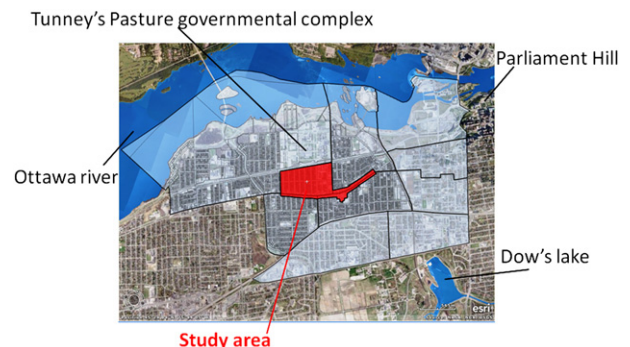 Tunney's Pasture governmental complex
Parliament Hill
Ottawa river
Dow's lake
esri
Study area